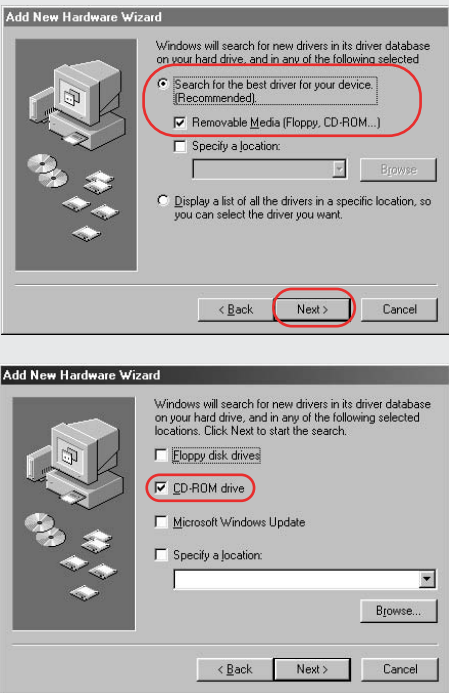 Add New Hardware Wizard
Windows will search for new drivers in its driver database
on your hard drive, and in any of the following selected
Search for the best driver for your device.
(Recommended).
Removable Media (Floppy, CD-ROM...)
Specify a location:
Browse
Display a list of all the drivers in a specific location, so
you can select the driver you want.
< Back
Next >
Cancel
Add New Hardware Wizard
Windows will search for new drivers in its driver database
on your hard drive, and in any of the following selected
locations. Click Next to start the search.
Floppy disk drives
CD-ROM drive
Microsoft Windows Update
Specify a location:
Browse...
< Back
Next >
Cancel